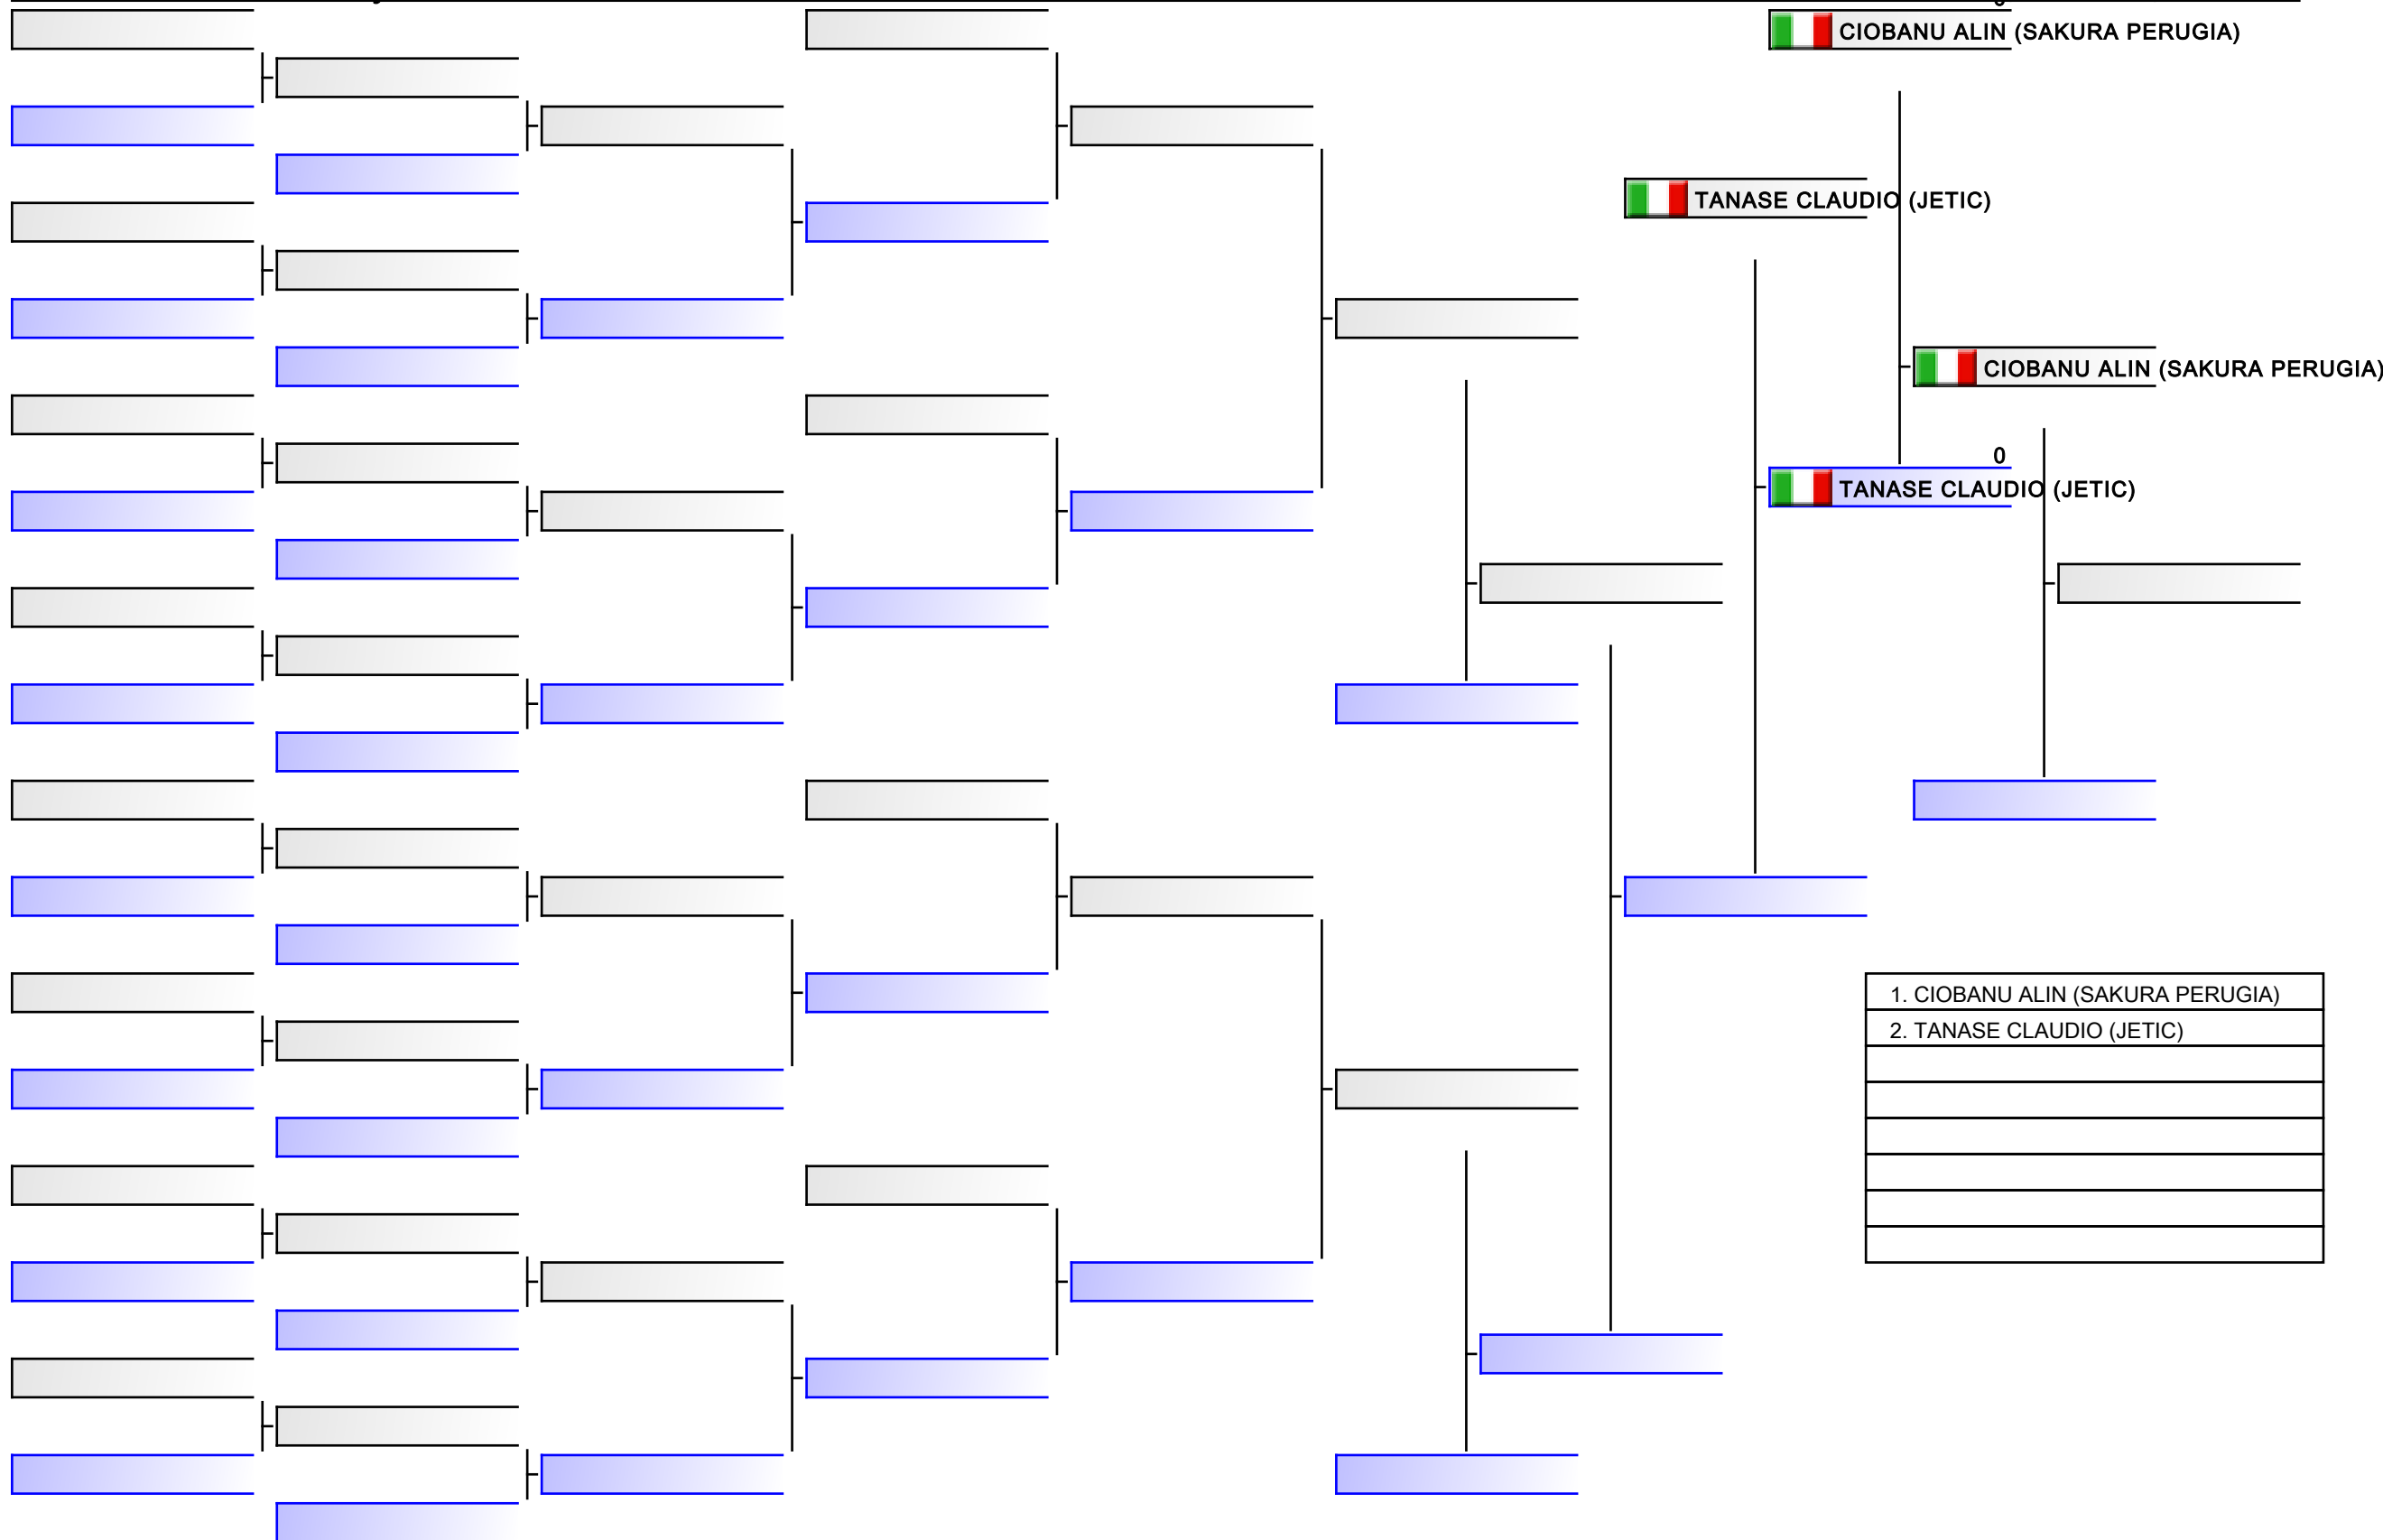 CIOBANU ALIN (SAKURA PERUGIA)
TANASE CLAUDIO (JETIC)
CIOBANU ALIN (SAKURA PERUGIA)
0
TANASE CLAUDIO (JETIC)
1. CIOBANU ALIN (SAKURA PERUGIA)
2. TANASE CLAUDIO (JETIC)